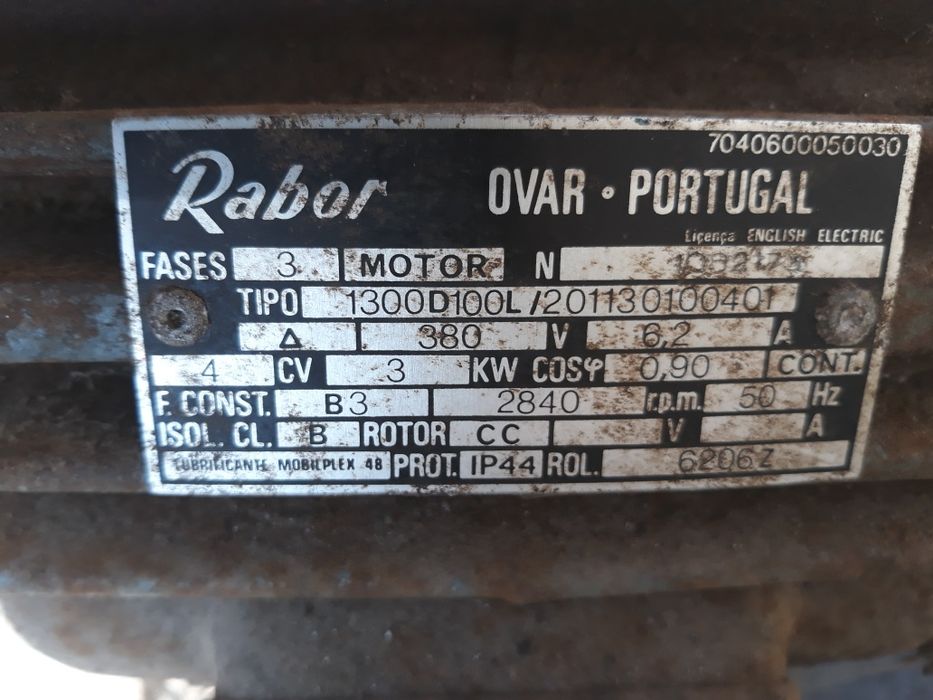 7040600050030
Rabor OVAR • PORTUGAL
Licença ENGLISH ELECTRIC
FASES 3 MOTOR N
TIPO 1300D100L/201130100401
Δ 380 V 6,2 A
4 CV 3 KW COSφ 0,90 CONT.
F. CONST. B3 2840 r.p.m. 50 Hz
ISOL. CL. B ROTOR CC V A
LUBRIFICANTE MOBILPLEX 48 PROT. IP44 ROL. 6206Z